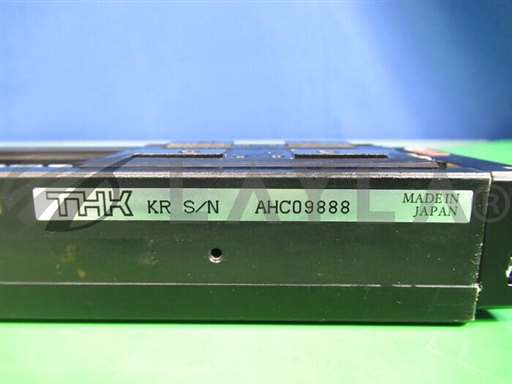 THK KR S/N AHC09888 MADE IN
JAPAN